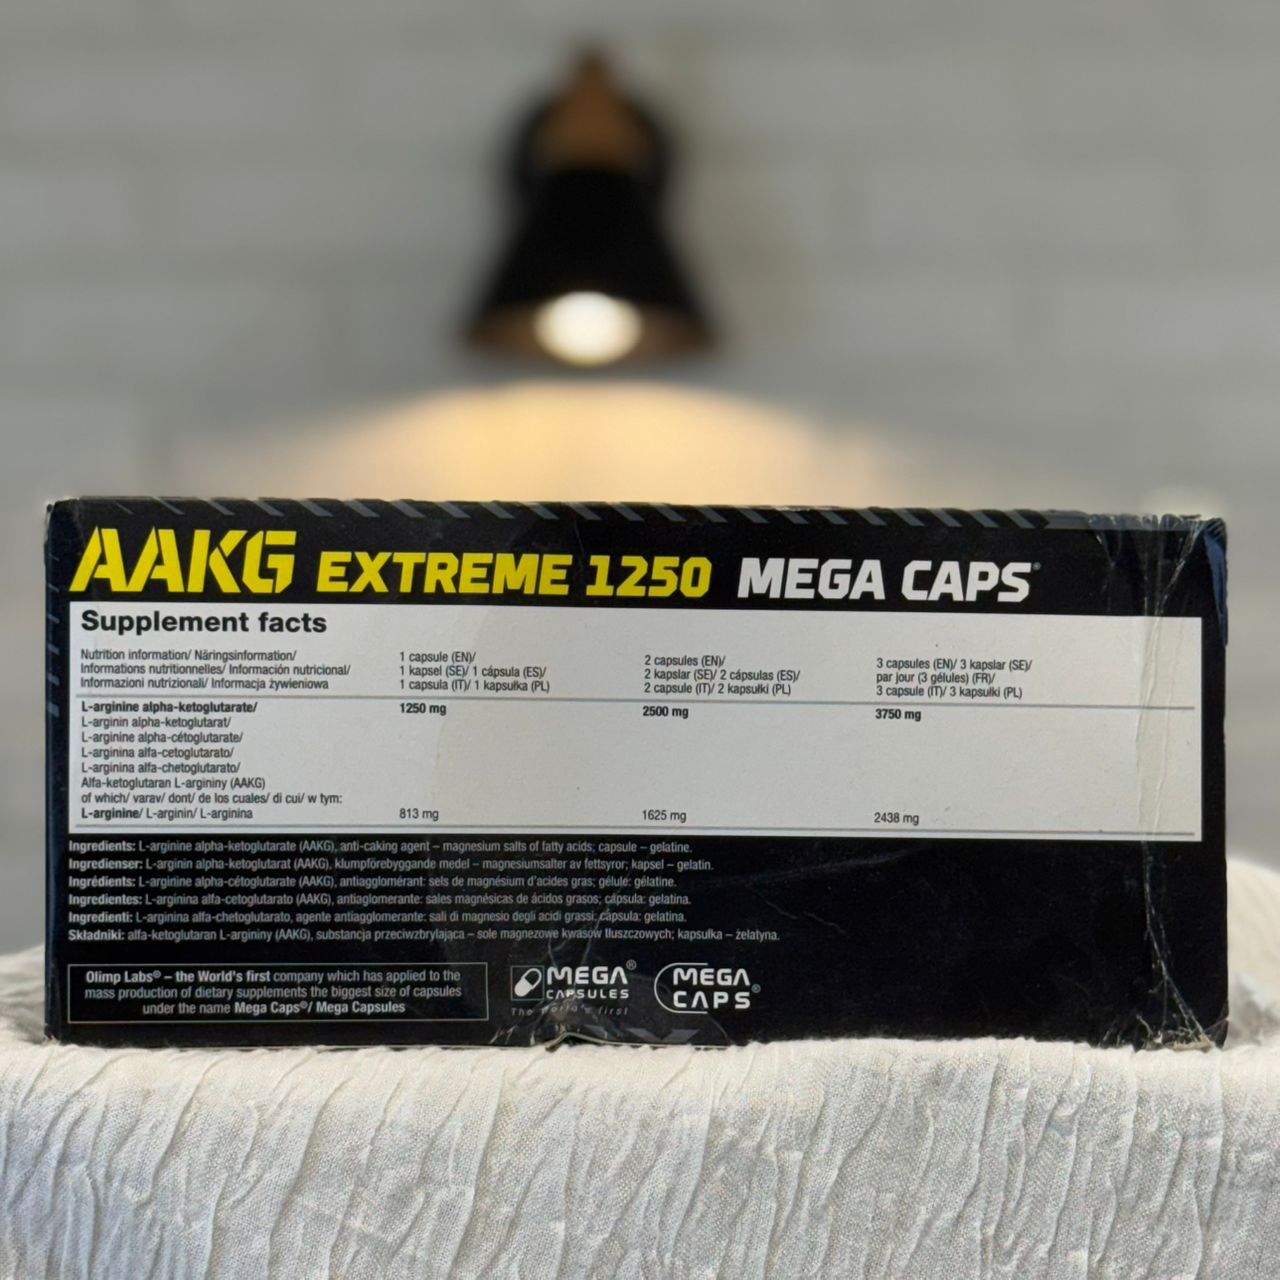 AAKG EXTREME 1250 MEGA CAPS®
Supplement facts
Nutrition information/ Näringsinformation/
Informations nutritionnelles/ Información nutricional/
Informazioni nutrizionali/ Informacja żywieniowa
1 capsule (EN)/
1 kapsel (SE)/ 1 cápsula (ES)/
1 capsula (IT)/ 1 kapsułka (PL)
2 capsules (EN)/
2 kapslar (SE)/ 2 cápsulas (ES)/
2 capsule (IT)/ 2 kapsułki (PL)
3 capsules (EN)/ 3 kapslar (SE)/
par jour (3 gélules) (FR)/
3 capsule (IT)/ 3 kapsułki (PL)
L-arginine alpha-ketoglutarate/ 1250 mg 2500 mg 3750 mg
L-arginin alpha-ketoglutarat/
L-arginine alpha-cétoglutarate/
L-arginina alfa-cetoglutarato/
L-arginina alfa-chetoglutarato/
Alfa-ketoglutaran L-argininy (AAKG)
of which/ varav/ dont/ de los cuales/ di cui/ w tym:
L-arginine/ L-arginin/ L-arginina 813 mg 1625 mg 2438 mg
Ingredients: L-arginine alpha-ketoglutarate (AAKG), anti-caking agent – magnesium salts of fatty acids; capsule – gelatine.
Ingredienser: L-arginin alpha-ketoglutarat (AAKG), klumpförebyggande medel – magnesiumsalter av fettsyror; kapsel – gelatin.
Ingrédients: L-arginine alpha-cétoglutarate (AAKG), antiagglomérant: sels de magnésium d'acides gras; gélule: gélatine.
Ingredientes: L-arginina alfa-cetoglutarato (AAKG), antiaglomerante: sales magnésicas de ácidos grasos; cápsula: gelatina.
Ingredienti: L-arginina alfa-chetoglutarato, agente antiagglomerante: sali di magnesio degli acidi grassi; capsula: gelatina.
Składniki: alfa-ketoglutaran L-argininy (AAKG), substancja przeciwzbrylająca – sole magnezowe kwasów tłuszczowych; kapsułka – żelatyna.
Olimp Labs® – the World's first company which has applied to the
mass production of dietary supplements the biggest size of capsules
under the name Mega Caps®/ Mega Capsules
MEGA®
CAPSULES
The World's first
MEGA
CAPS®